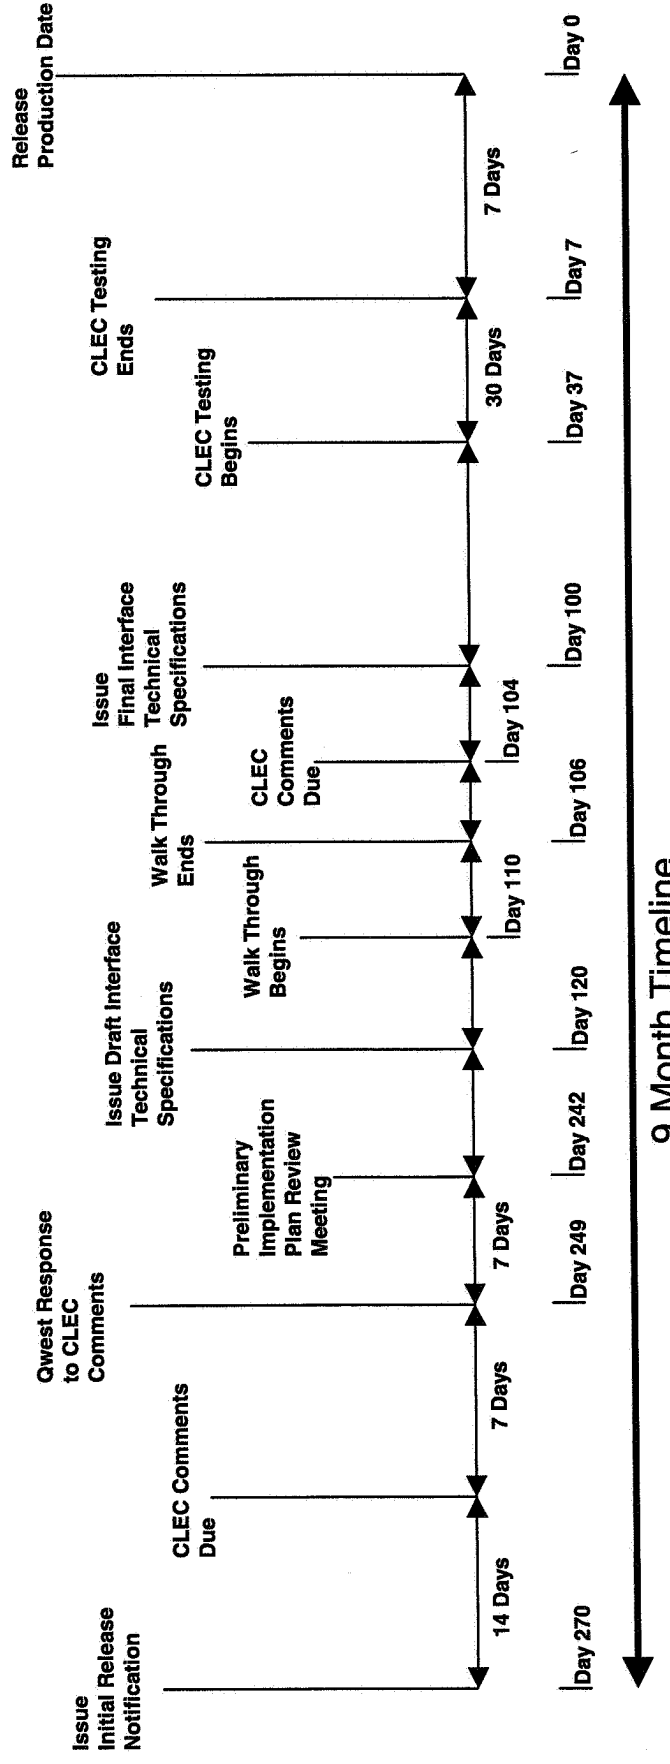 Issue
Initial Release
Notification
CLEC Comments
Due
Qwest Response
to CLEC
Comments
Preliminary
Implementation
Plan Review
Meeting
Issue Draft Interface
Technical
Specifications
Walk Through
Begins
Walk Through
Ends
CLEC
Comments
Due
Issue
Final Interface
Technical
Specifications
CLEC Testing
Begins
CLEC Testing
Ends
Release
Production Date
14 Days
7 Days
7 Days
30 Days
7 Days
Day 270
Day 249
Day 242
Day 120
Day 110
Day 106
Day 104
Day 100
Day 37
Day 7
Day 0
9 Month Timeline